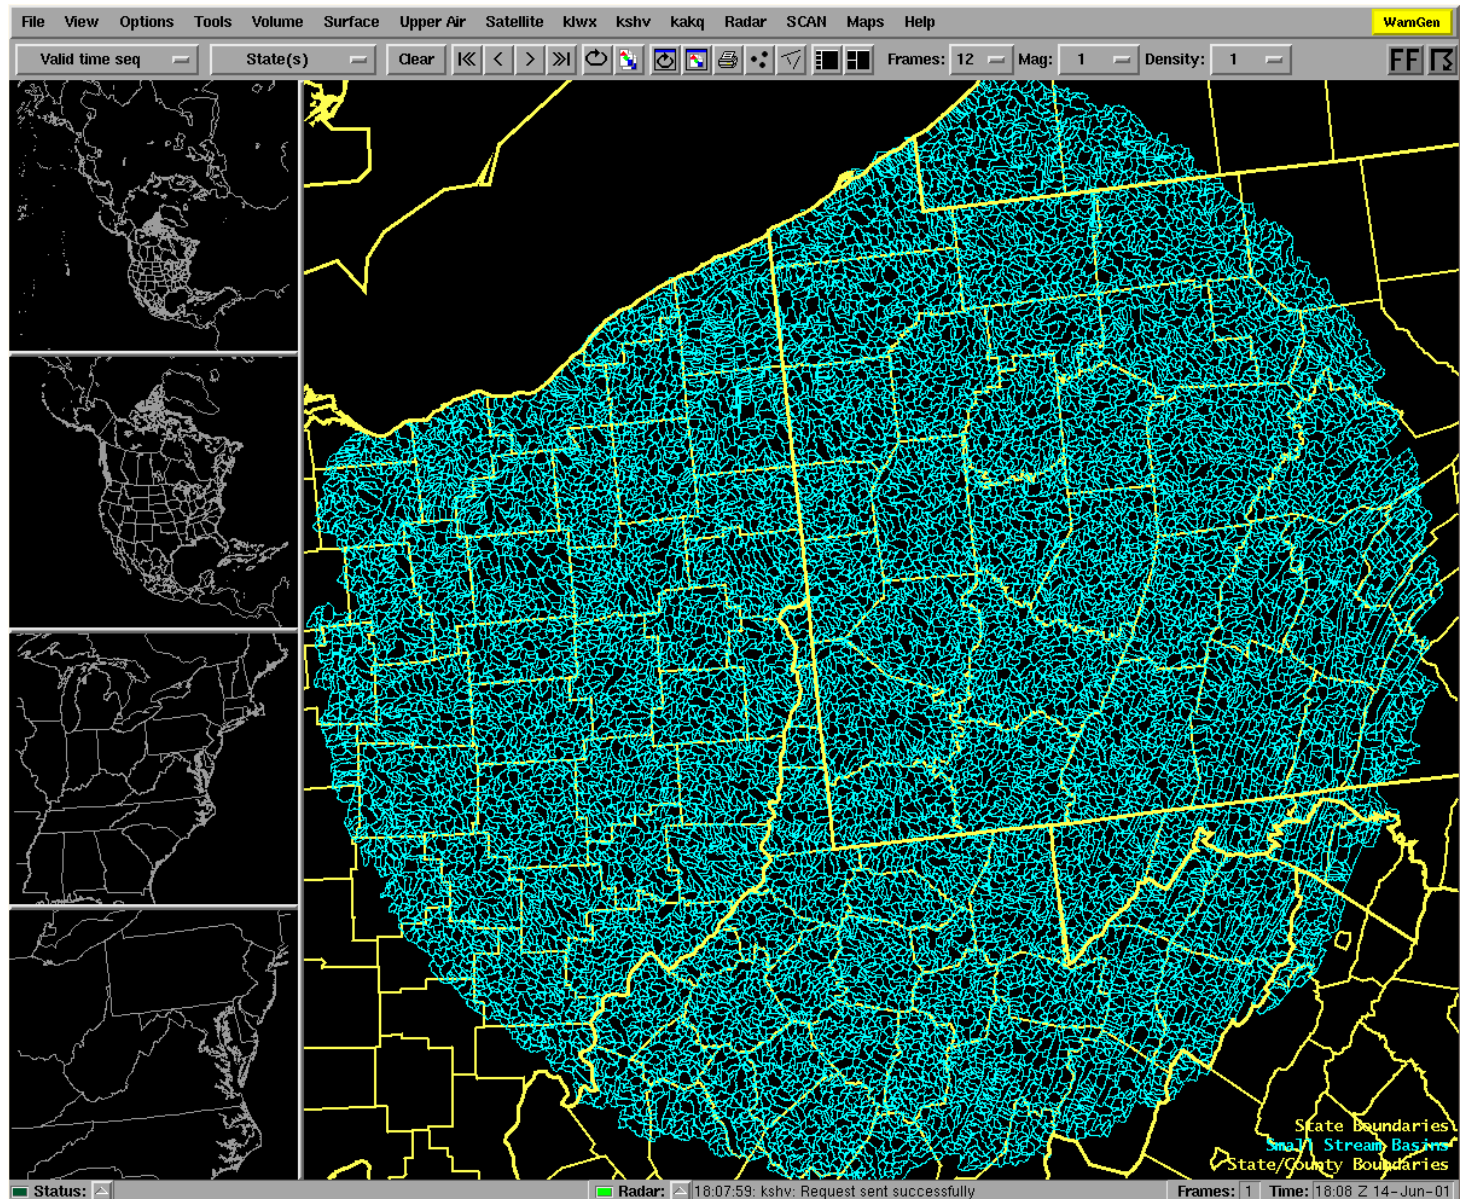 File View Options Tools Volume Surface Upper Air Satellite klwx kshv kakq Radar SCAN Maps Help WarnGen
Valid time seq State(s) Clear Frames: 12 Mag: 1 Density: 1 FF
State Boundaries
Small Stream Basins
State/County Boundaries
Status: Radar: 18:07:59: kshv: Request sent successfully Frames: 1 Time: 18:08 Z 14-Jun-01